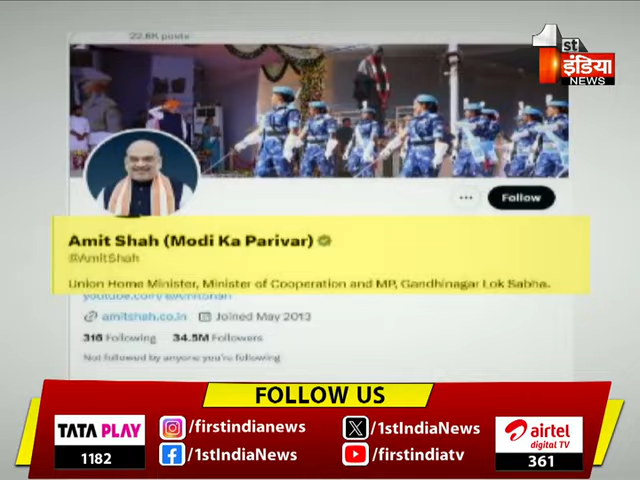 22.6K posts
1st
इंडिया
NEWS
Follow
Amit Shah (Modi Ka Parivar)
@AmitShah
Union Home Minister, Minister of Cooperation and MP, Gandhinagar Lok Sabha.
youtube.com/@AmitShah
amitshah.co.in Joined May 2013
316 Following 34.5M Followers
Not followed by anyone you're following
FOLLOW US
TATA PLAY
1182
/firstindianews
/1stIndiaNews
/1stIndiaNews
/firstindiatv
airtel
digital TV
361